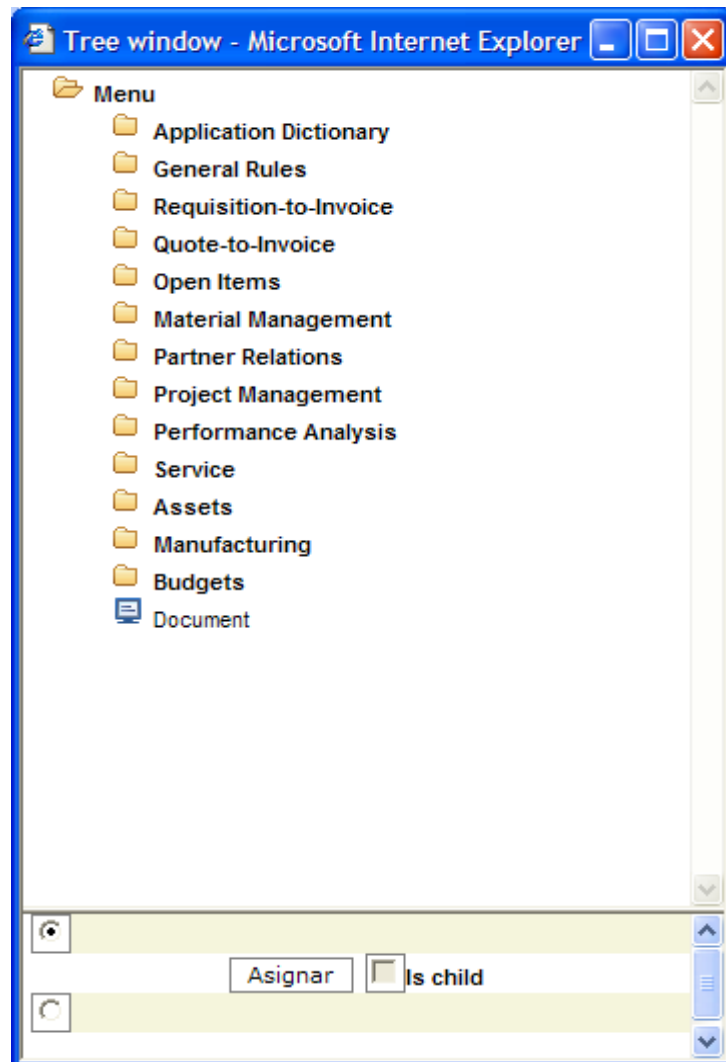 Tree window - Microsoft Internet Explorer
Menu
Application Dictionary
General Rules
Requisition-to-Invoice
Quote-to-Invoice
Open Items
Material Management
Partner Relations
Project Management
Performance Analysis
Service
Assets
Manufacturing
Budgets
Document
Asignar Is child